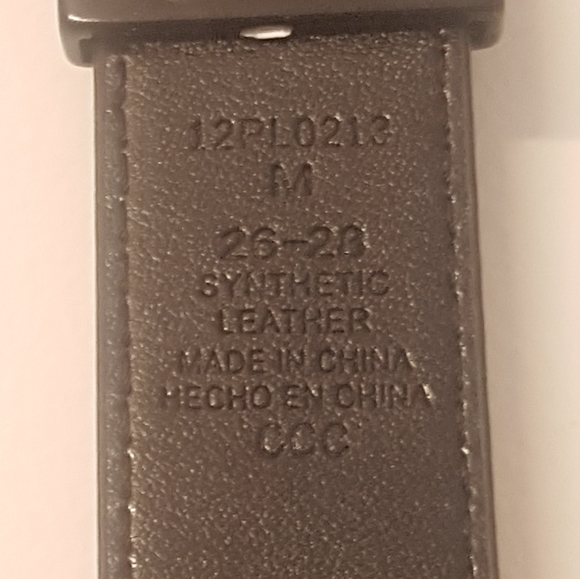 12PL0213
M
26-28
SYNTHETIC
LEATHER
MADE IN CHINA
HECHO EN CHINA
CCC